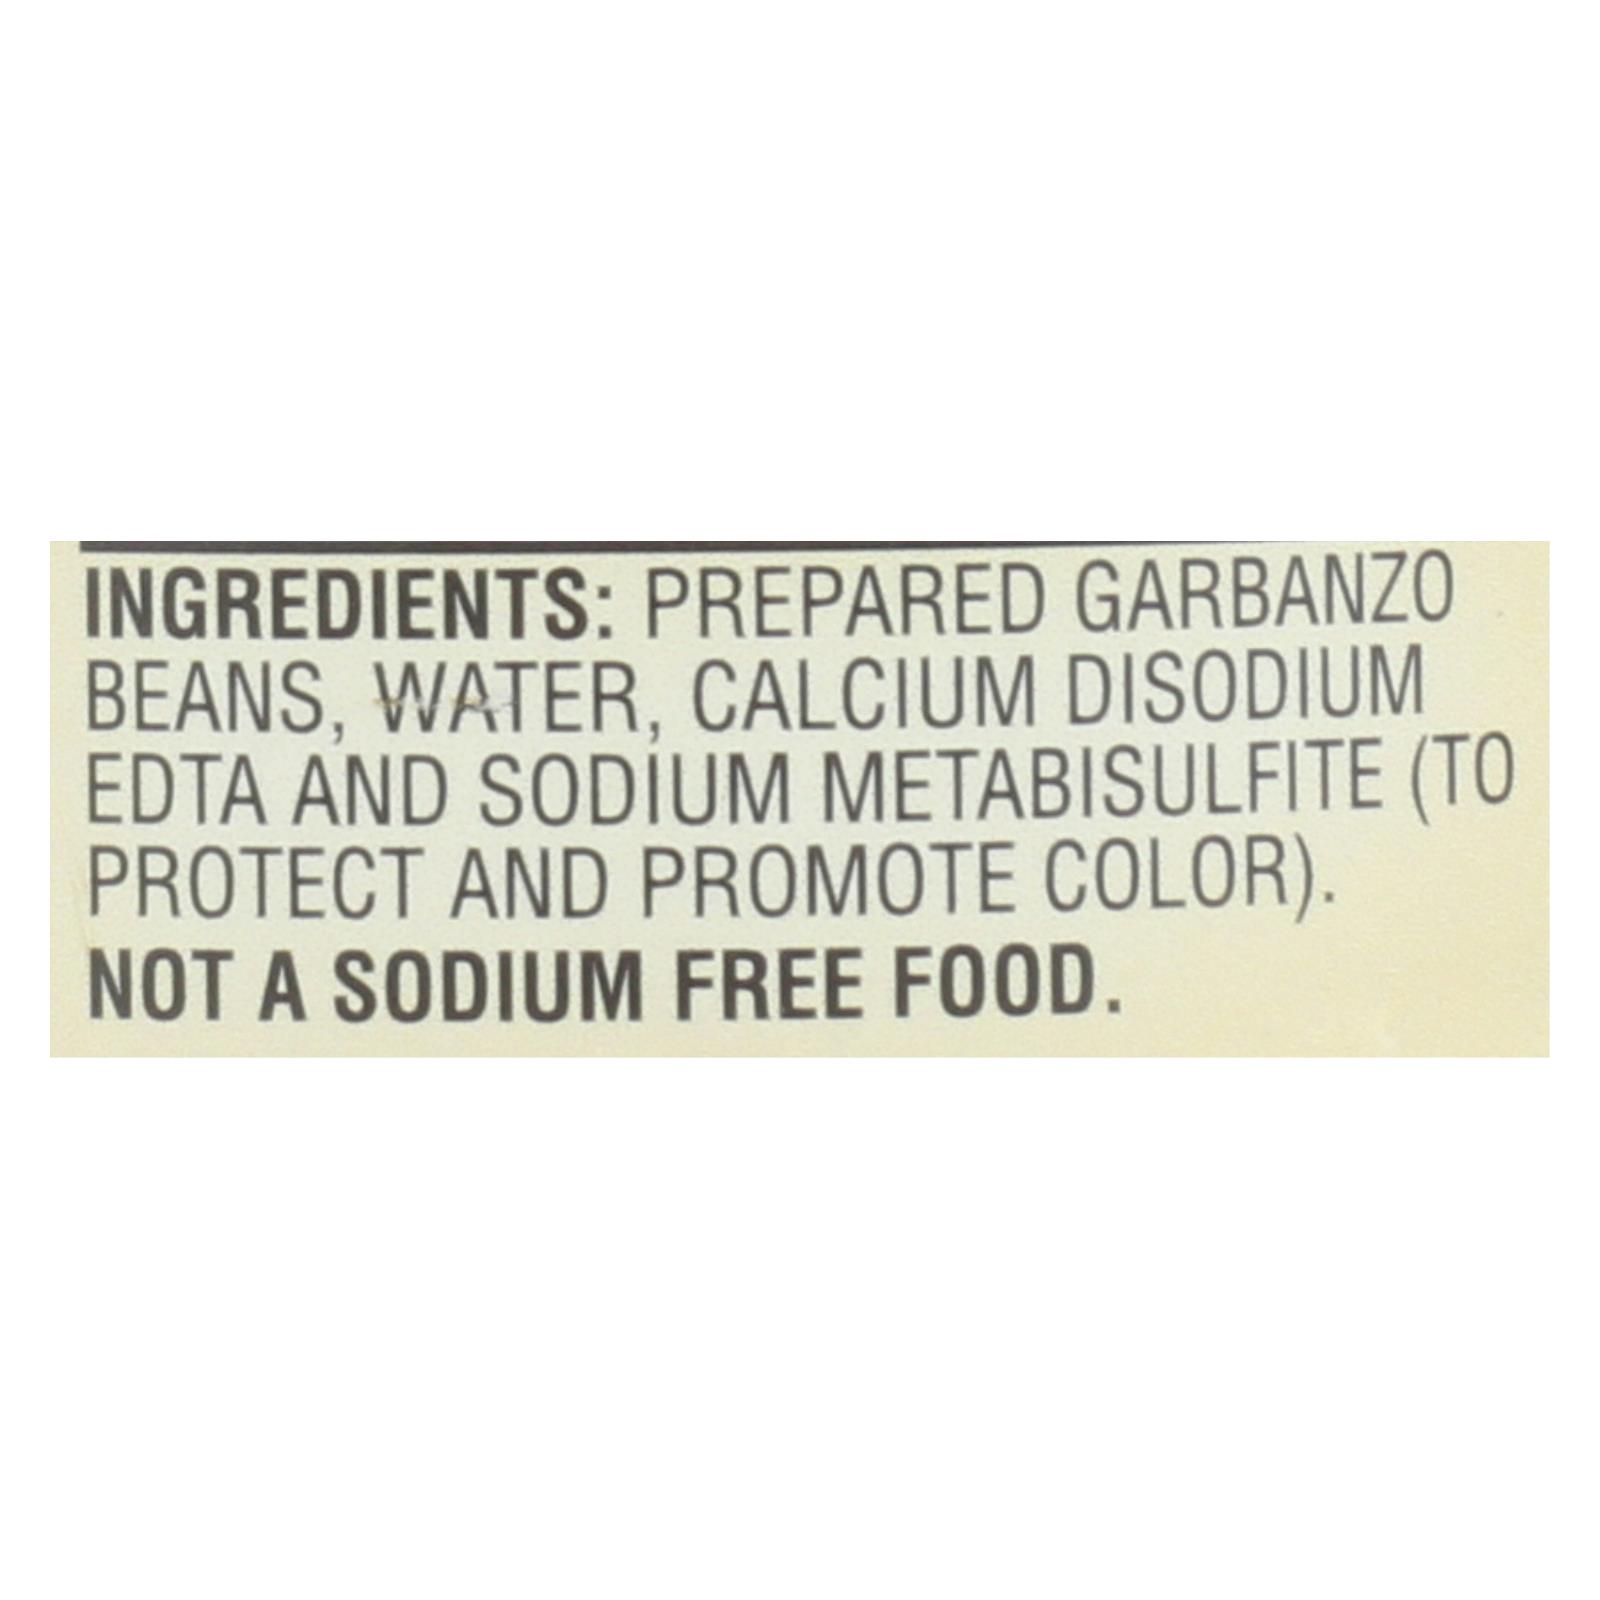 INGREDIENTS: PREPARED GARBANZO
BEANS, WATER, CALCIUM DISODIUM
EDTA AND SODIUM METABISULFITE (TO
PROTECT AND PROMOTE COLOR).
NOT A SODIUM FREE FOOD.